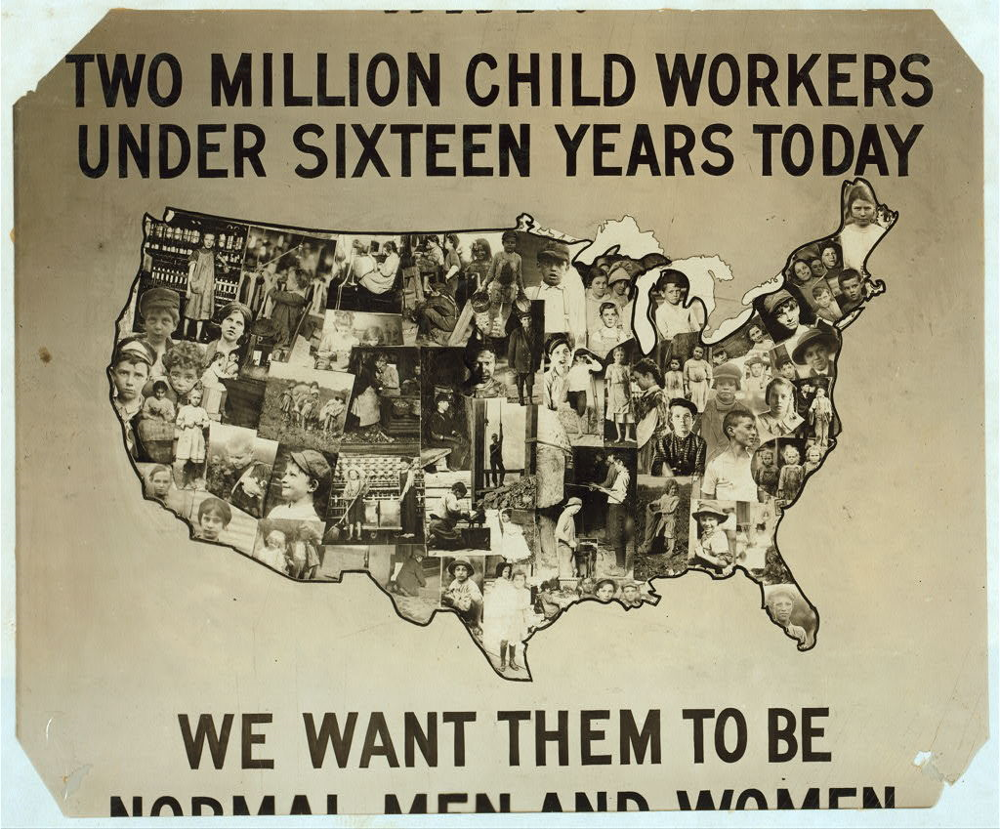 TWO MILLION CHILD WORKERS
UNDER SIXTEEN YEARS TODAY
WE WANT THEM TO BE
NORMAL MEN AND WOMEN